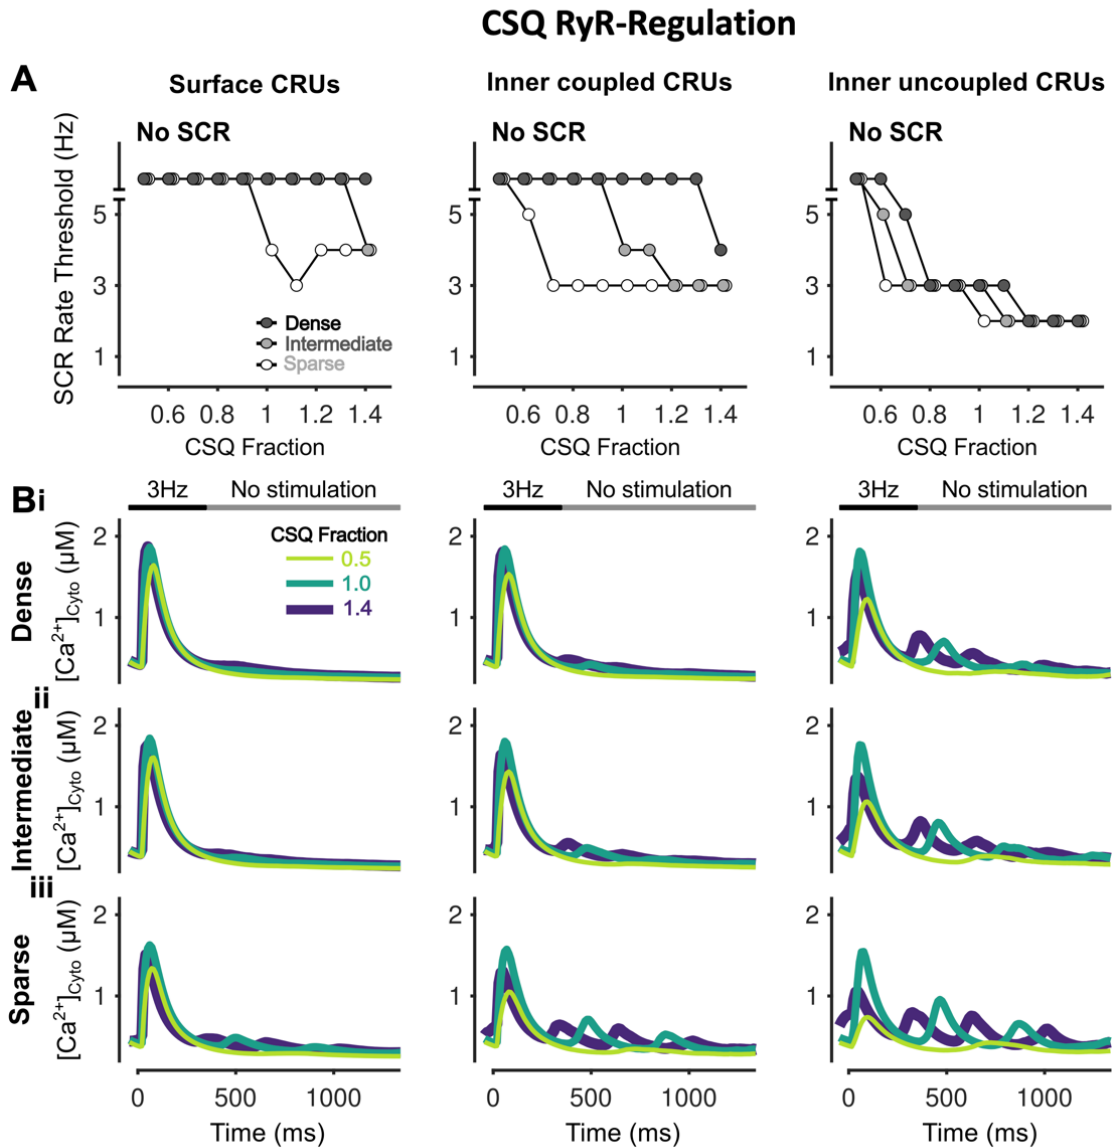 CSQ RyR-Regulation
A
Surface CRUs
Inner coupled CRUs
Inner uncoupled CRUs
SCR Rate Threshold (Hz)
No SCR
No SCR
No SCR
5
3
1
5
3
1
5
3
1
Dense
Intermediate
Sparse
0.6 0.8 1 1.2 1.4
0.6 0.8 1 1.2 1.4
0.6 0.8 1 1.2 1.4
CSQ Fraction
CSQ Fraction
CSQ Fraction
Bi
3Hz No stimulation
3Hz No stimulation
3Hz No stimulation
Dense
[Ca²⁺]Cyto (µM)
2
1
2
1
2
1
CSQ Fraction
0.5
1.0
1.4
ii
Intermediate
[Ca²⁺]Cyto (µM)
2
1
2
1
2
1
iii
Sparse
[Ca²⁺]Cyto (µM)
2
1
2
1
2
1
0 500 1000
0 500 1000
0 500 1000
Time (ms)
Time (ms)
Time (ms)